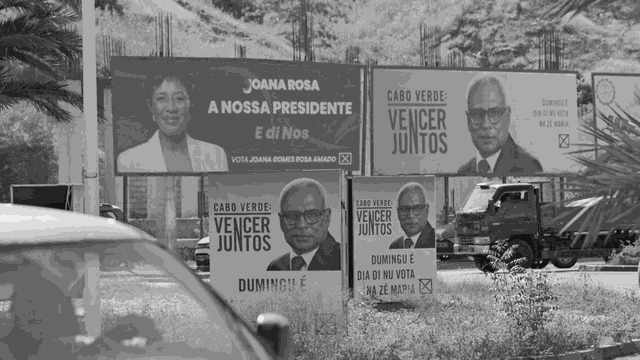 JOANA ROSA
A NOSSA PRESIDENTE
E di Nos
VOTA JOANA GOMES ROSA AMADO
CABO VERDE:
VENCER
JUNTOS
DUMINGU É
DIA DI NU VOTA
NA ZÉ MARIA
CABO VERDE:
VENCER
JUNTOS
DUMINGU É
CABO VERDE:
VENCER
JUNTOS
DUMINGU É
DIA DI NU VOTA
NA ZÉ MARIA